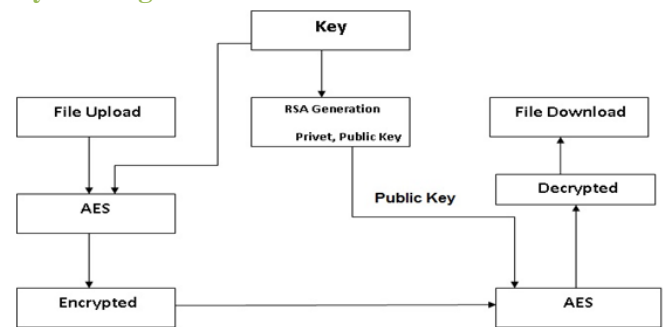 Key
File Upload
RSA Generation
Privet, Public Key
File Download
AES
Public Key
Decrypted
Encrypted
AES